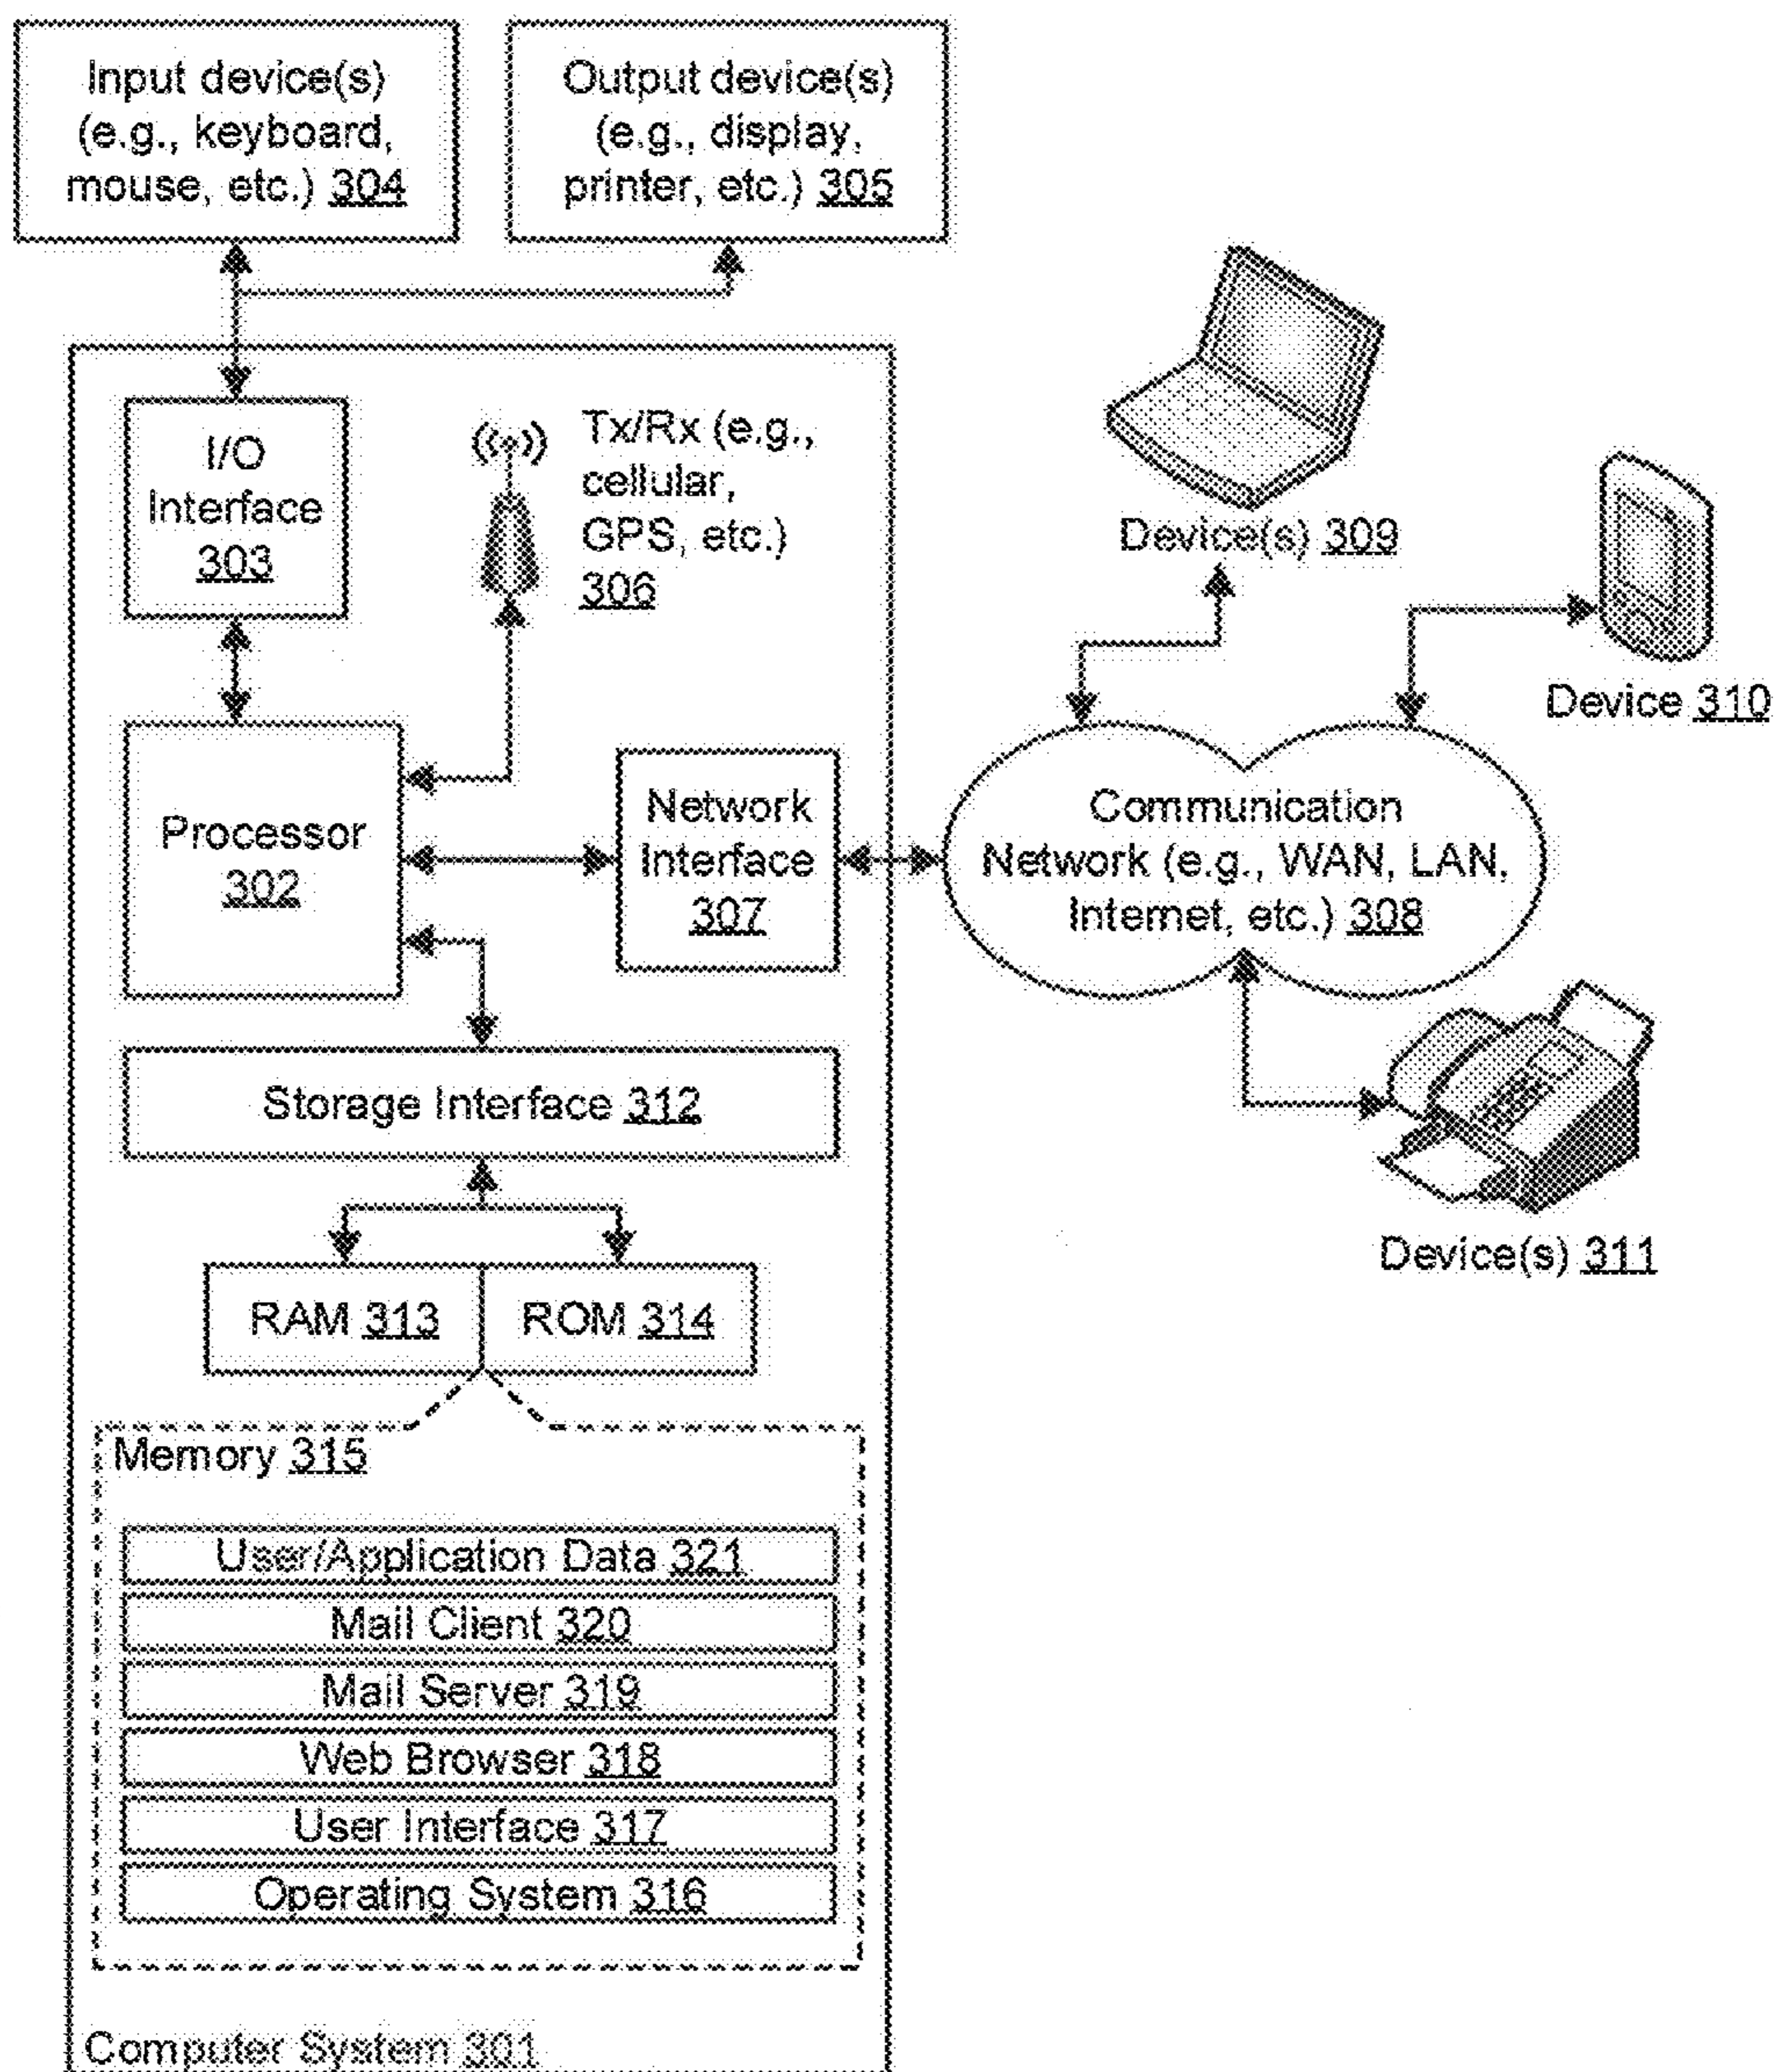 Input device(s)
(e.g., keyboard,
mouse, etc.) 304
Output device(s)
(e.g., display,
printer, etc.) 305
I/O
Interface
303
Tx/Rx (e.g.,
cellular,
GPS, etc.)
306
Device(s) 309
Device 310
Processor
302
Network
Interface
307
Communication
Network (e.g., WAN, LAN,
Internet, etc.) 308
Storage Interface 312
Device(s) 311
RAM 313
ROM 314
Memory 315
User/Application Data 321
Mail Client 320
Mail Server 319
Web Browser 318
User Interface 317
Operating System 316
Computer System 301